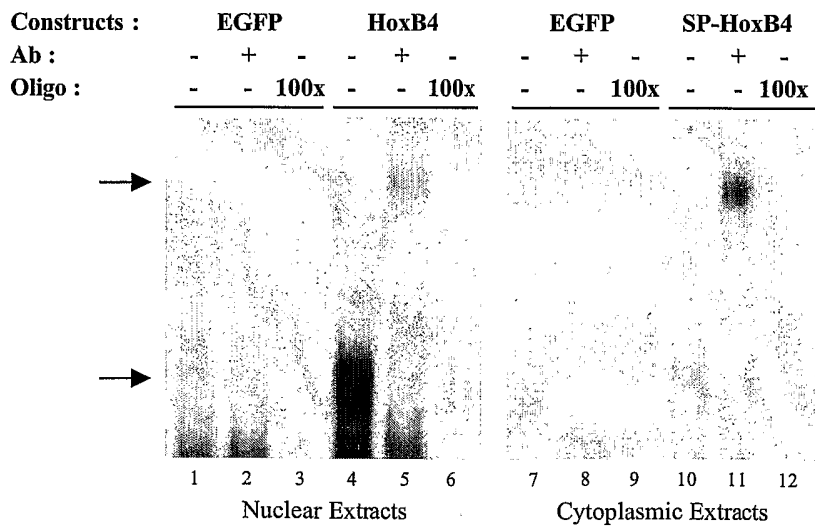 Constructs : EGFP HoxB4 EGFP SP-HoxB4
Ab : - + - - + - - + - - + -
Oligo : - - 100x - - 100x - - 100x - - 100x
1 2 3 4 5 6 7 8 9 10 11 12
Nuclear Extracts Cytoplasmic Extracts